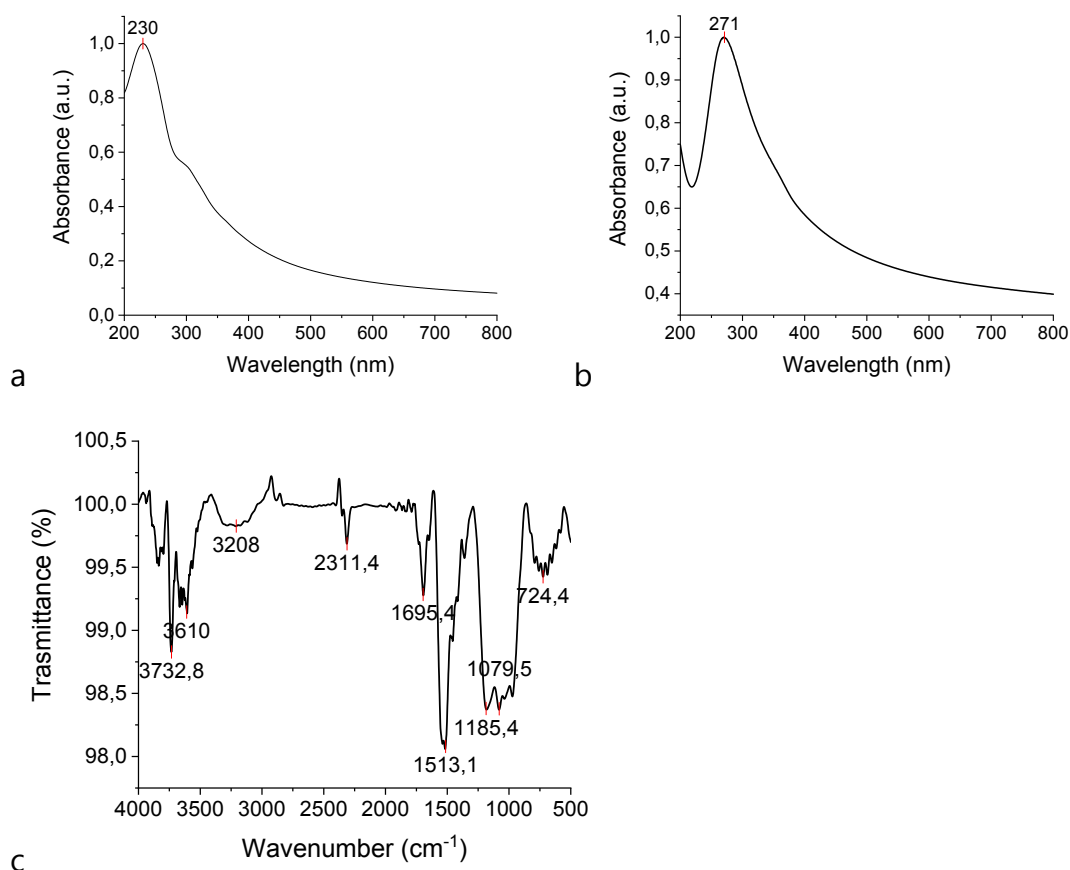 230
1,0
0,8
0,6
0,4
0,2
0,0
Absorbance (a.u.)
200 300 400 500 600 700 800
Wavelength (nm)
a
271
1,0
0,9
0,8
0,7
0,6
0,5
0,4
Absorbance (a.u.)
200 300 400 500 600 700 800
Wavelength (nm)
b
100,5
100,0
99,5
99,0
98,5
98,0
Trasmittance (%)
3208
2311,4
1695,4
724,4
3610
3732,8
1079,5
1185,4
1513,1
4000 3500 3000 2500 2000 1500 1000 500
Wavenumber (cm⁻¹)
c